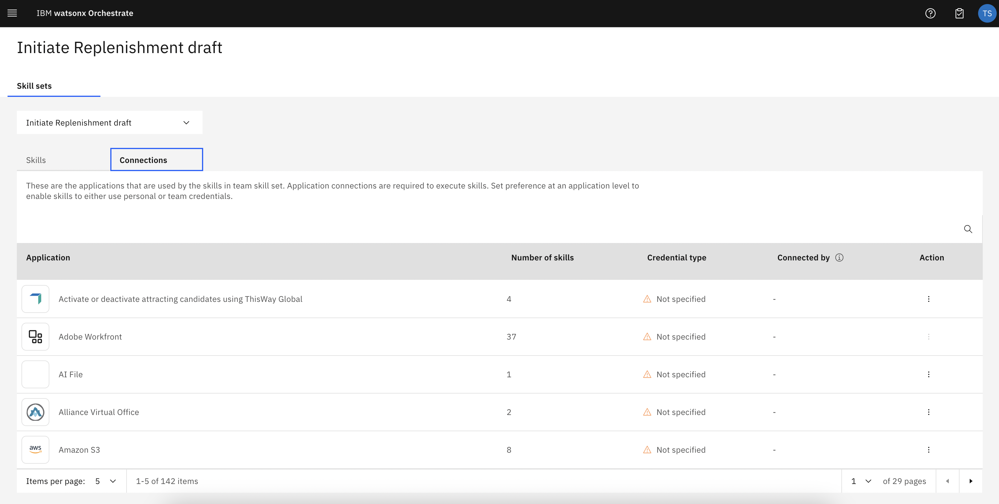 IBM watsonx Orchestrate
TS
Initiate Replenishment draft
Skill sets
Initiate Replenishment draft
Skills
Connections
These are the applications that are used by the skills in team skill set. Application connections are required to execute skills. Set preference at an application level to
enable skills to either use personal or team credentials.
Application Number of skills Credential type Connected by Action
Activate or deactivate attracting candidates using ThisWay Global 4 Not specified -
Adobe Workfront 37 Not specified -
AI File 1 Not specified -
Alliance Virtual Office 2 Not specified -
aws Amazon S3 8 Not specified -
Items per page: 5 1-5 of 142 items 1 of 29 pages